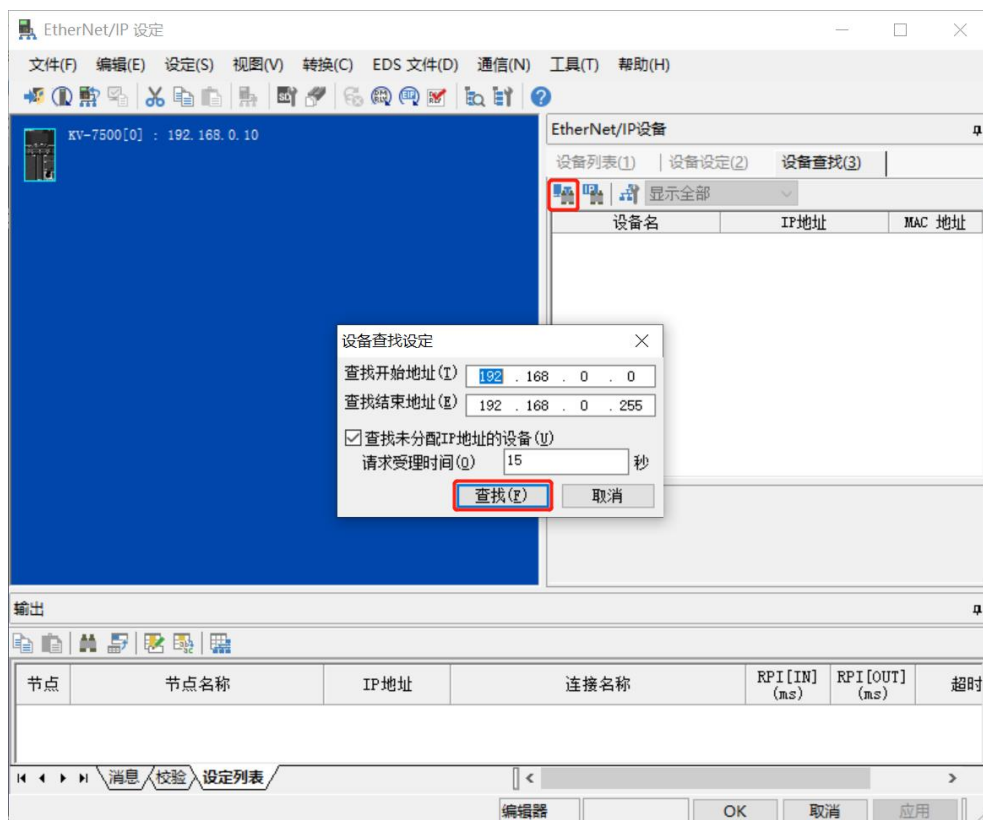 EtherNet/IP 设定
文件(F) 编辑(E) 设定(S) 视图(V) 转换(C) EDS 文件(D) 通信(N) 工具(T) 帮助(H)
KV-7500[0] : 192.168.0.10
EtherNet/IP设备
设备列表(1) 设备设定(2) 设备查找(3)
显示全部
设备名 IP地址 MAC 地址
设备查找设定
查找开始地址(T) 192 . 168 . 0 . 0
查找结束地址(E) 192 . 168 . 0 . 255
查找未分配IP地址的设备(U)
请求受理时间(O) 15 秒
查找(F) 取消
输出
节点 节点名称 IP地址 连接名称 RPI[IN] (ms) RPI[OUT] (ms) 超时
消息 校验 设定列表
编辑器 OK 取消 应用